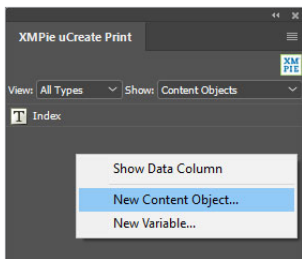 XMPie uCreate Print
XM
PIE
View: All Types Show: Content Objects
T Index
Show Data Column
New Content Object...
New Variable...